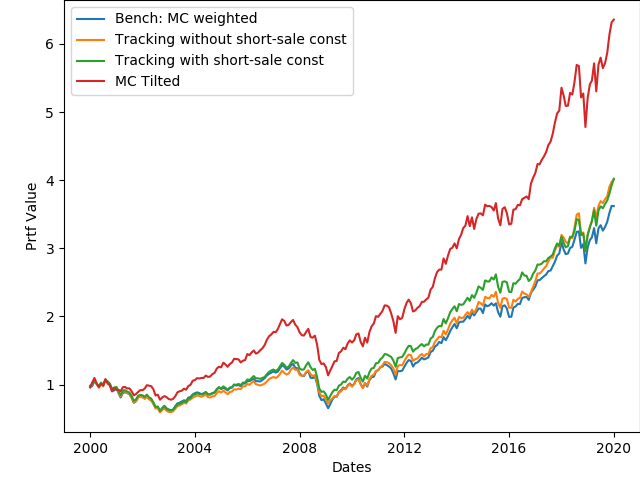 Bench: MC weighted
Tracking without short-sale const
Tracking with short-sale const
MC Tilted
6
5
4
3
2
1
Prtf Value
2000 2004 2008 2012 2016 2020
Dates